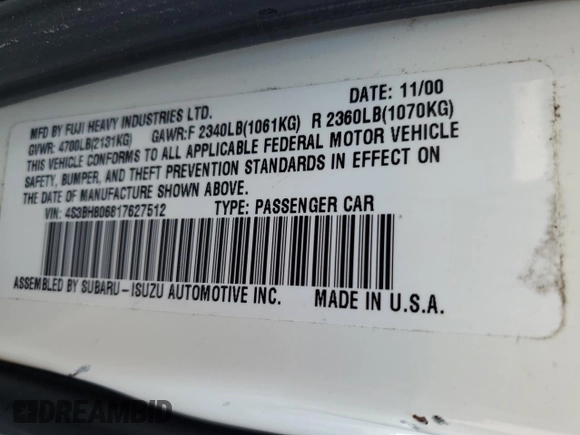 DATE: 11/00
MFD BY FUJI HEAVY INDUSTRIES LTD.
GVWR: 4700LB(2131KG) GAWR:F 2340LB(1061KG) R 2360LB(1070KG)
THIS VEHICLE CONFORMS TO ALL APPLICABLE FEDERAL MOTOR VEHICLE
SAFETY, BUMPER, AND THEFT PREVENTION STANDARDS IN EFFECT ON
THE DATE OF MANUFACTURE SHOWN ABOVE.
VIN: 4S3BH806817627512 TYPE: PASSENGER CAR
ASSEMBLED BY SUBARU-ISUZU AUTOMOTIVE INC. MADE IN U.S.A.
DREAMBID